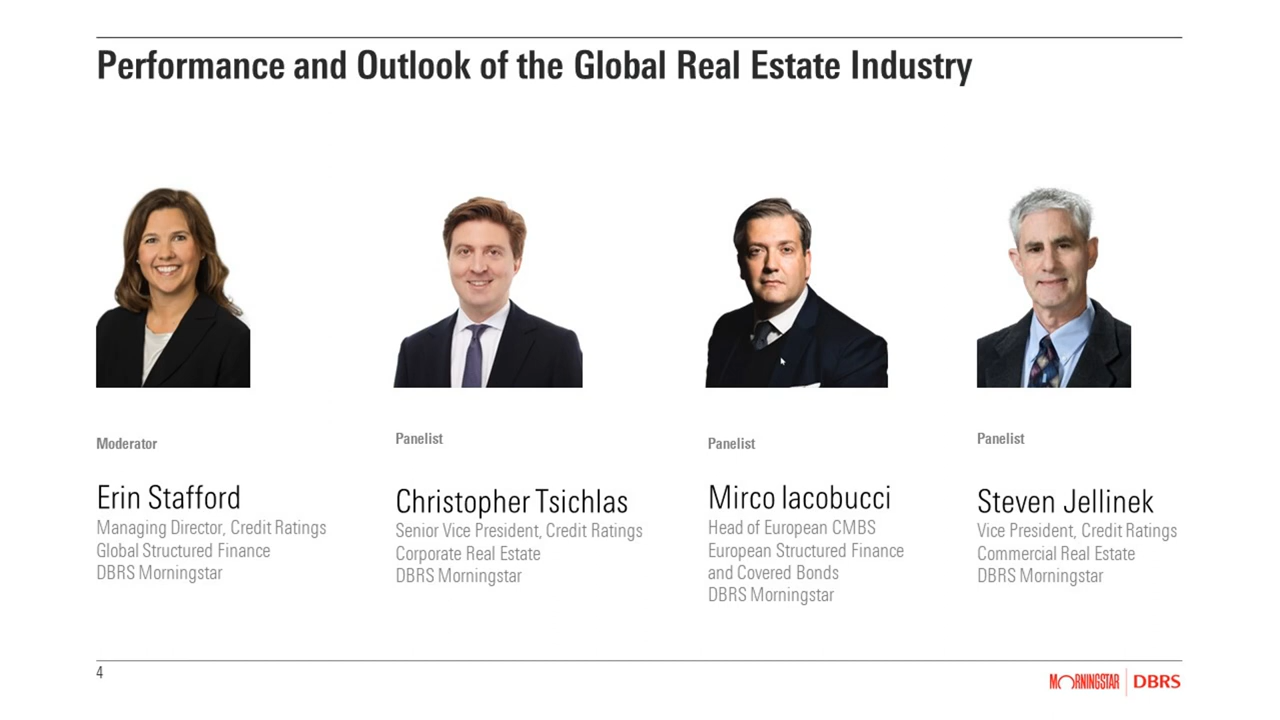 Performance and Outlook of the Global Real Estate Industry
Moderator
Erin Stafford
Managing Director, Credit Ratings
Global Structured Finance
DBRS Morningstar
Panelist
Christopher Tsichlas
Senior Vice President, Credit Ratings
Corporate Real Estate
DBRS Morningstar
Panelist
Mirco Iacobucci
Head of European CMBS
European Structured Finance
and Covered Bonds
DBRS Morningstar
Panelist
Steven Jellinek
Vice President, Credit Ratings
Commercial Real Estate
DBRS Morningstar
4
MORNINGSTAR DBRS